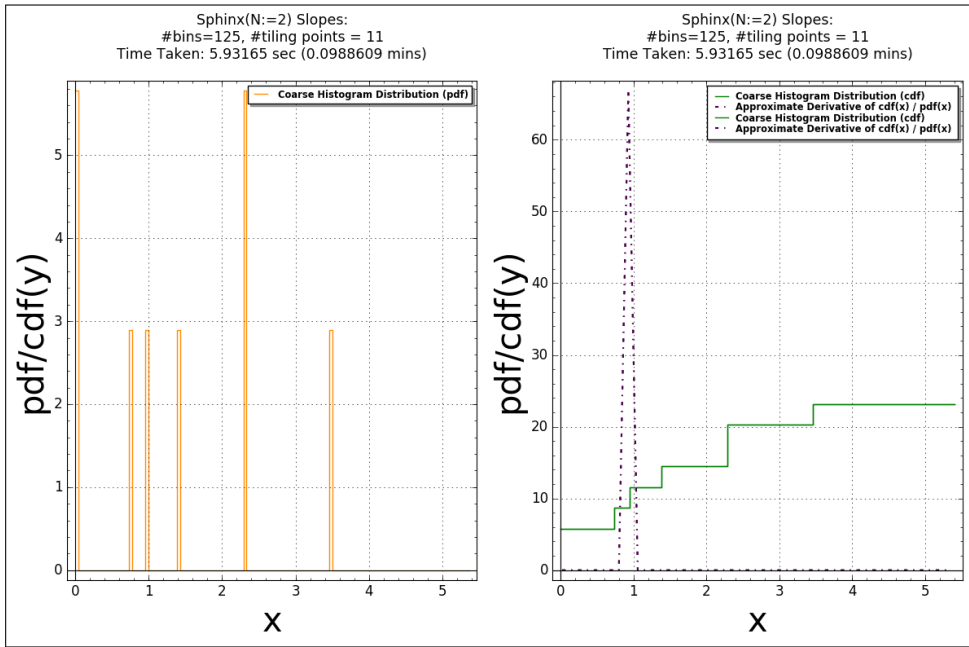 Sphinx(N:=2) Slopes:
#bins=125, #tiling points = 11
Time Taken: 5.93165 sec (0.0988609 mins)
Coarse Histogram Distribution (pdf)
pdf/cdf(y)
5
4
3
2
1
0
0 1 2 3 4 5
x
Sphinx(N:=2) Slopes:
#bins=125, #tiling points = 11
Time Taken: 5.93165 sec (0.0988609 mins)
Coarse Histogram Distribution (cdf)
Approximate Derivative of cdf(x) / pdf(x)
Coarse Histogram Distribution (cdf)
Approximate Derivative of cdf(x) / pdf(x)
pdf/cdf(y)
60
50
40
30
20
10
0
0 1 2 3 4 5
x